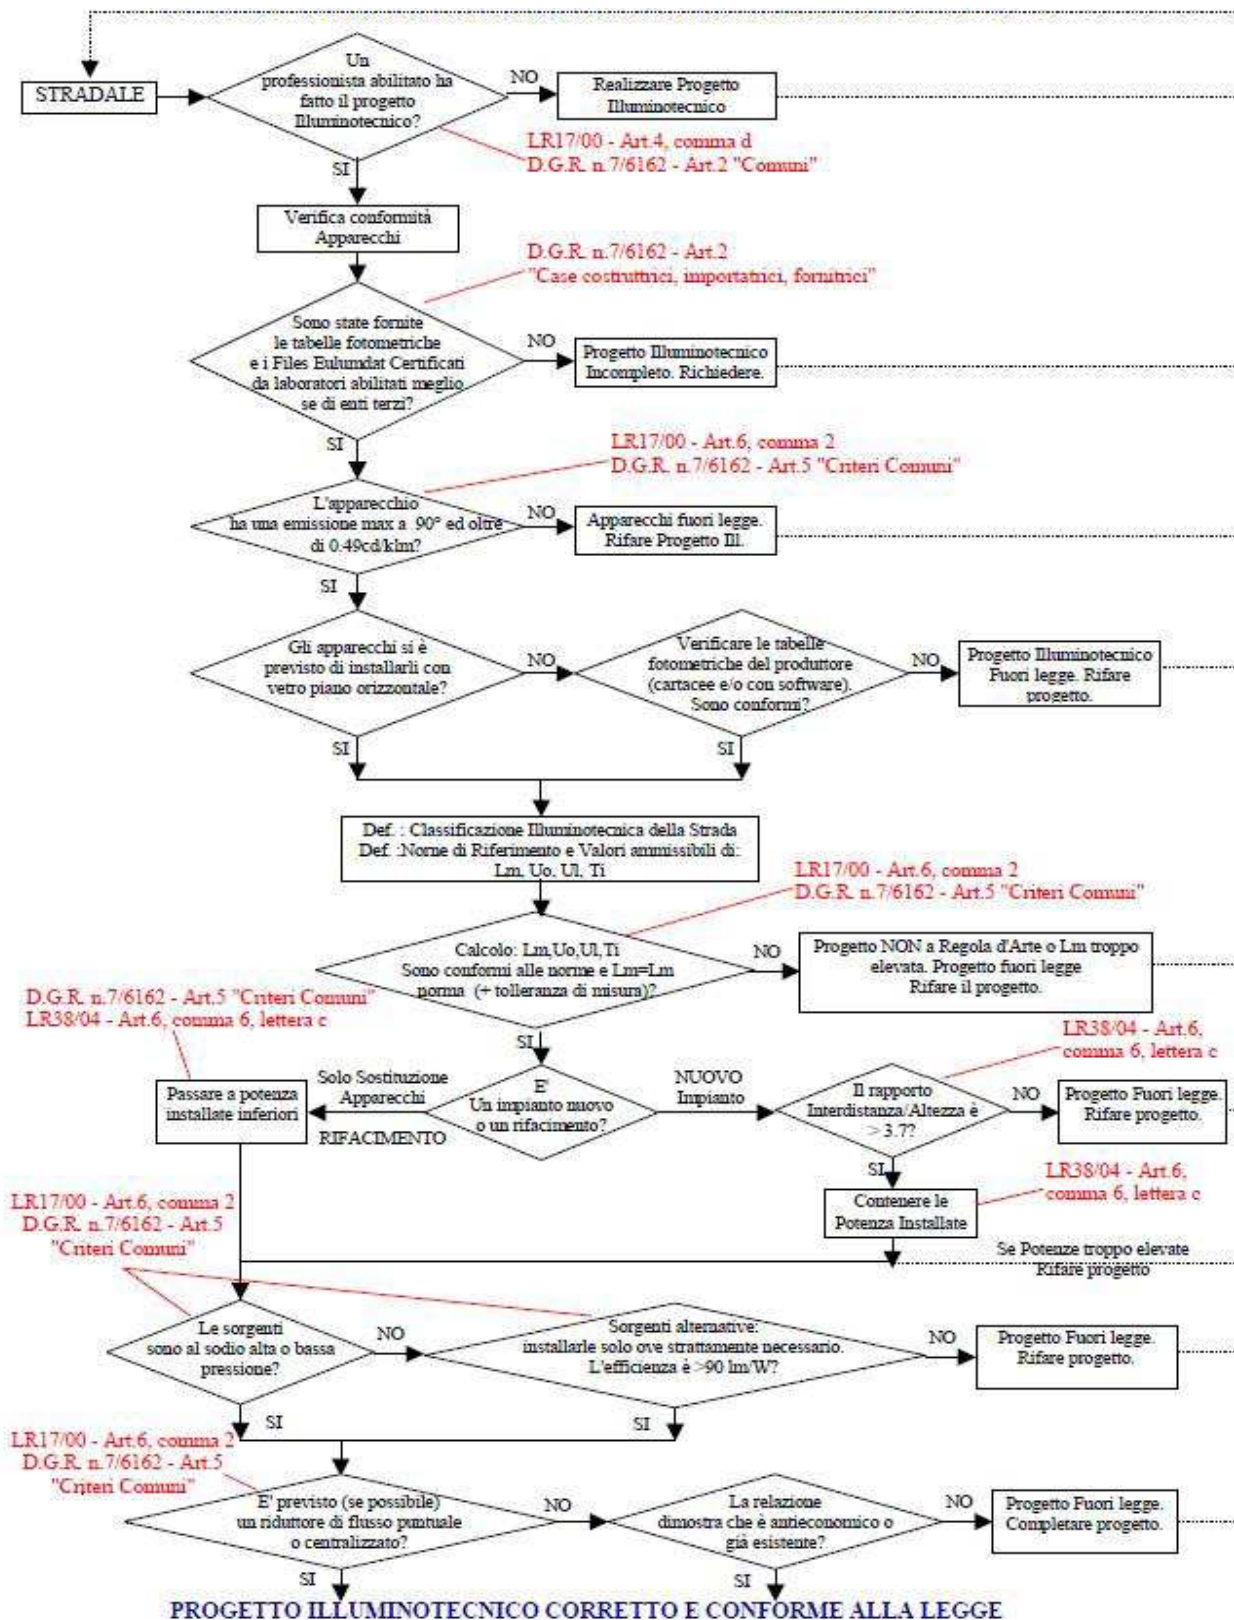 Un
professionista abilitato ha
fatto il progetto
Illuminotecnico?
STRADALE
NO
Realizzare Progetto
Illuminotecnico
LR17/00 - Art.4, comma d
D.G.R. n.7/6162 - Art.2 "Comuni"
SI
Verifica conformità
Apparecchi
D.G.R. n.7/6162 - Art.2
"Case costruttrici, importatrici, fornitrici"
Sono state fornite
le tabelle fotometriche
e i Files Eulumdat Certificati
da laboratori abilitati meglio
se di enti terzi?
NO
Progetto Illuminotecnico
Incompleto. Richiedere.
SI
LR17/00 - Art.6, comma 2
D.G.R. n.7/6162 - Art.5 "Criteri Comuni"
L'apparecchio
ha una emissione max a 90° ed oltre
di 0.49cd/klm?
NO
Apparecchi fuori legge.
Rifare Progetto Ill.
SI
Gli apparecchi si è
previsto di installarli con
vetro piano orizzontale?
NO
Verificare le tabelle
fotometriche del produttore
(cartacee e/o con software).
Sono conformi?
NO
Progetto Illuminotecnico
Fuori legge. Rifare
progetto.
SI
SI
Def. : Classificazione Illuminotecnica della Strada
Def. :Norne di Riferimento e Valori ammissibili di:
Lm, Uo, Ul, Ti
LR17/00 - Art.6, comma 2
D.G.R. n.7/6162 - Art.5 "Criteri Comuni"
Calcolo: Lm,Uo,Ul,Ti
Sono conformi alle norme e Lm=Lm
norma (+ tolleranza di misura)?
NO
Progetto NON a Regola d'Arte o Lm troppo
elevata. Progetto fuori legge
Rifare il progetto.
D.G.R. n.7/6162 - Art.5 "Criteri Comuni"
LR38/04 - Art.6, comma 6, lettera c
SI
LR38/04 - Art.6,
comma 6, lettera c
Passare a potenza
installate inferiori
Solo Sostituzione
Apparecchi
RIFACIMENTO
E'
Un impianto nuovo
o un rifacimento?
NUOVO
Impianto
Il rapporto
Interdistanza/Altezza è
> 3.7?
NO
Progetto Fuori legge.
Rifare progetto.
SI
LR38/04 - Art.6,
comma 6, lettera c
Contenere le
Potenza Installate
LR17/00 - Art.6, comma 2
D.G.R. n.7/6162 - Art.5
"Criteri Comuni"
Se Potenze troppo elevate
Rifare progetto
Le sorgenti
sono al sodio alta o bassa
pressione?
NO
Sorgenti alternative:
installarle solo ove strattamente necessario.
L'efficienza è >90 lm/W?
NO
Progetto Fuori legge.
Rifare progetto.
SI
SI
LR17/00 - Art.6, comma 2
D.G.R. n.7/6162 - Art.5
"Criteri Comuni"
E' previsto (se possibile)
un riduttore di flusso puntuale
o centralizzato?
NO
La relazione
dimostra che è antieconomico o
già esistente?
NO
Progetto Fuori legge.
Completare progetto.
SI
SI
PROGETTO ILLUMINOTECNICO CORRETTO E CONFORME ALLA LEGGE